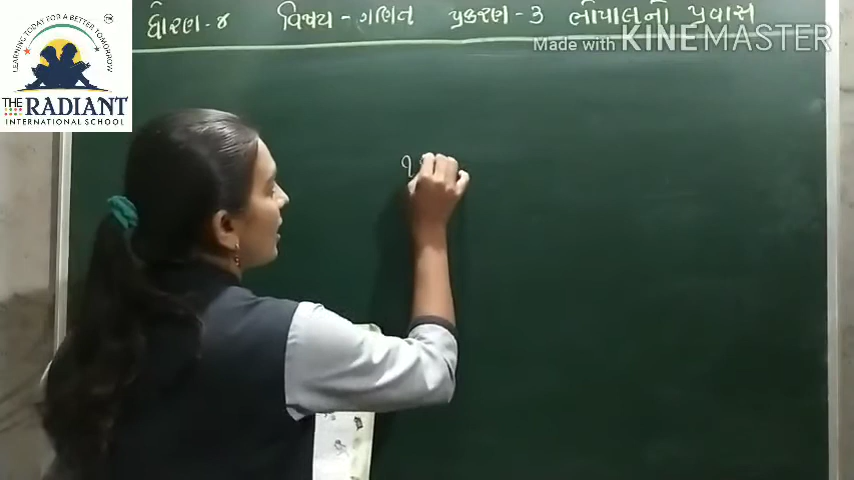 ધોરણ - ૪ વિષય - ગણિત પ્રકરણ - ૩ ભોપાલનો પ્રવાસ
Made with KINEMASTER
LEARNING TODAY, FOR A BETTER TOMORROW.
THE RADIANT
INTERNATIONAL SCHOOL
૧